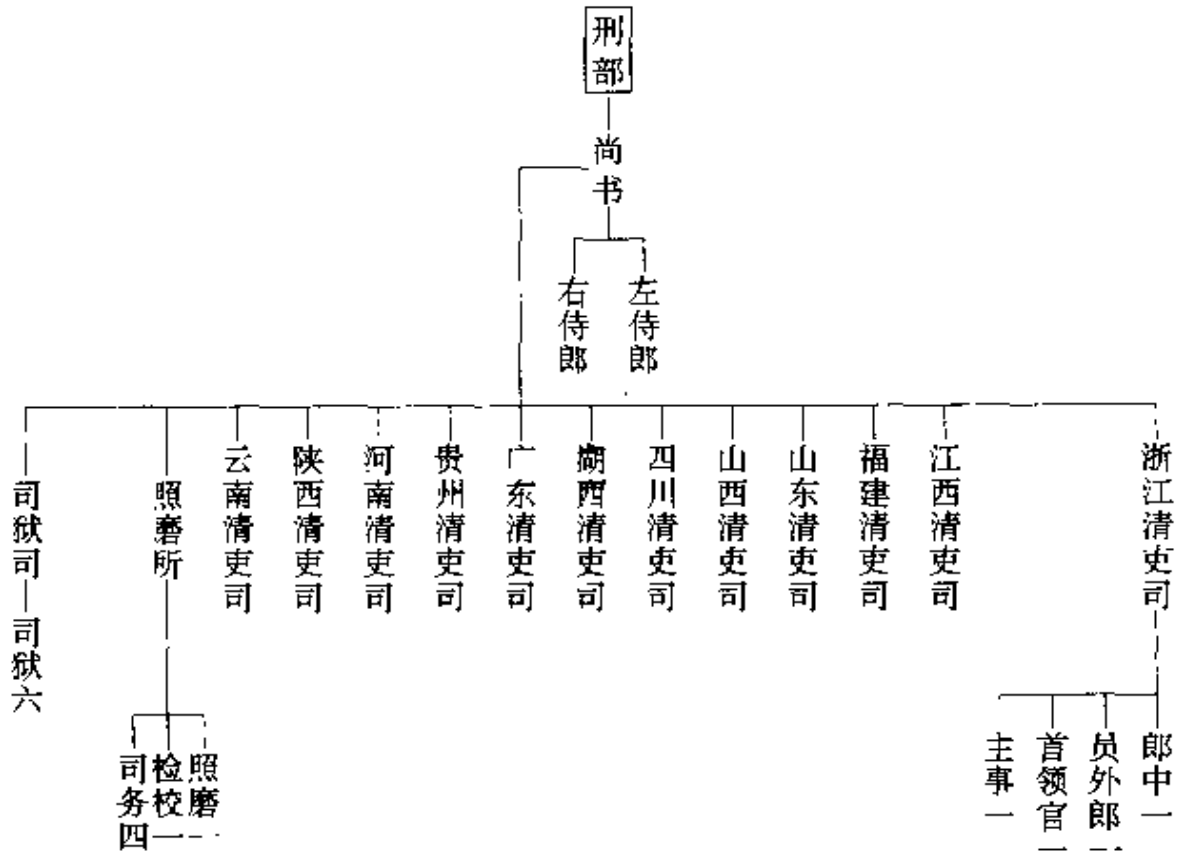 刑部
尚书
左侍郎
右侍郎
浙江清吏司
江西清吏司
福建清吏司
山东清吏司
山西清吏司
四川清吏司
湖西清吏司
广东清吏司
贵州清吏司
河南清吏司
陕西清吏司
云南清吏司
照磨所
司狱司—司狱六
郎中一
员外郎一
首领官一
主事一
照磨一
检校一
司务四